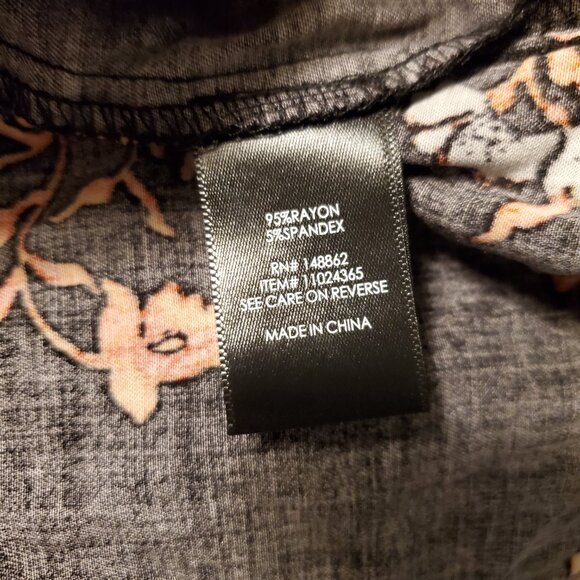 95%RAYON
5%SPANDEX
RN# 148862
ITEM# 11024365
SEE CARE ON REVERSE
MADE IN CHINA